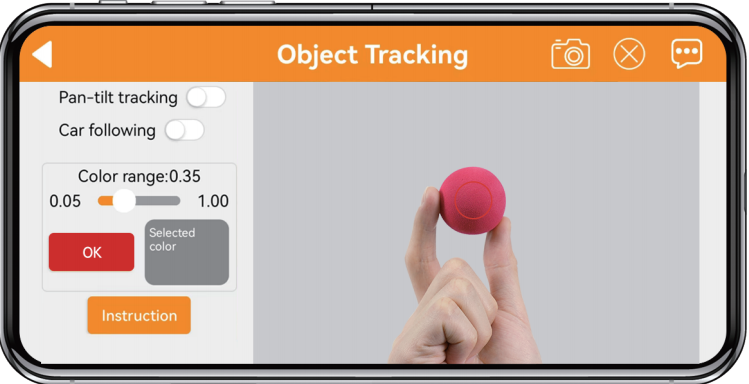 Object Tracking
Pan-tilt tracking
Car following
Color range:0.35
0.05 1.00
OK
Selected
color
Instruction